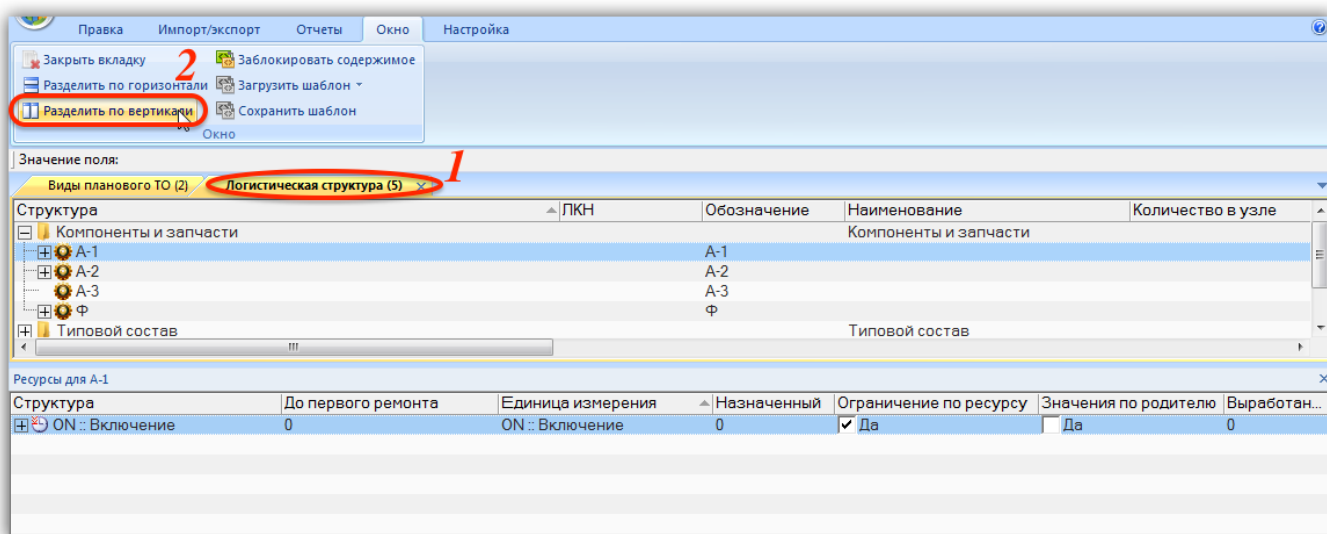 Правка Импорт/экспорт Отчеты Окно Настройка
Закрыть вкладку 2 Заблокировать содержимое
Разделить по горизонтали Загрузить шаблон
Разделить по вертикали Сохранить шаблон
Окно
Значение поля:
Виды планового ТО (2) Логистическая структура (5) 1
Структура ЛКН Обозначение Наименование Количество в узле
Компоненты и запчасти Компоненты и запчасти
А-1 А-1
А-2 А-2
А-3 А-3
Ф Ф
Типовой состав Типовой состав
Ресурсы для А-1
Структура До первого ремонта Единица измерения Назначенный Ограничение по ресурсу Значения по родителю Выработан...
ON :: Включение 0 ON :: Включение 0 Да Да 0